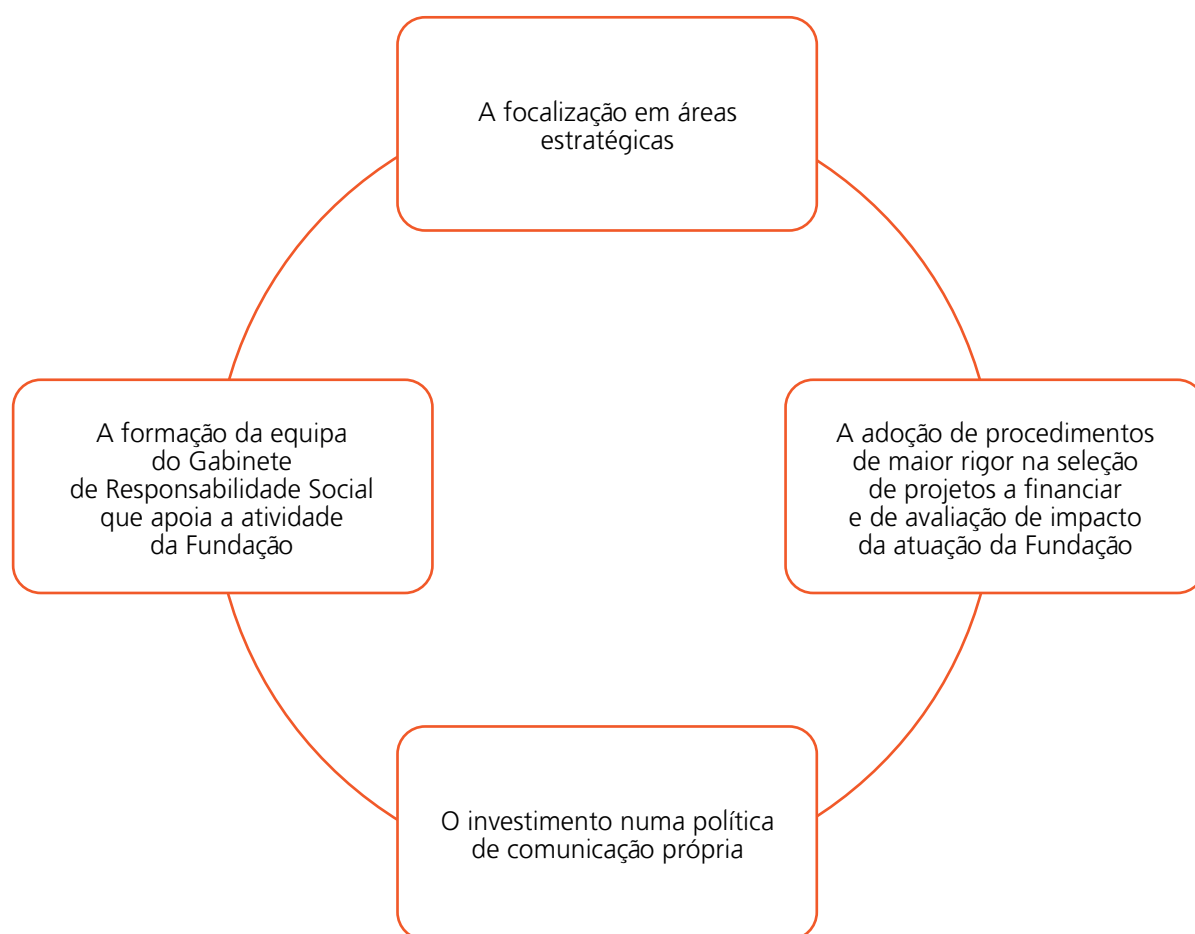 A focalização em áreas
estratégicas
A formação da equipa
do Gabinete
de Responsabilidade Social
que apoia a atividade
da Fundação
A adoção de procedimentos
de maior rigor na seleção
de projetos a financiar
e de avaliação de impacto
da atuação da Fundação
O investimento numa política
de comunicação própria